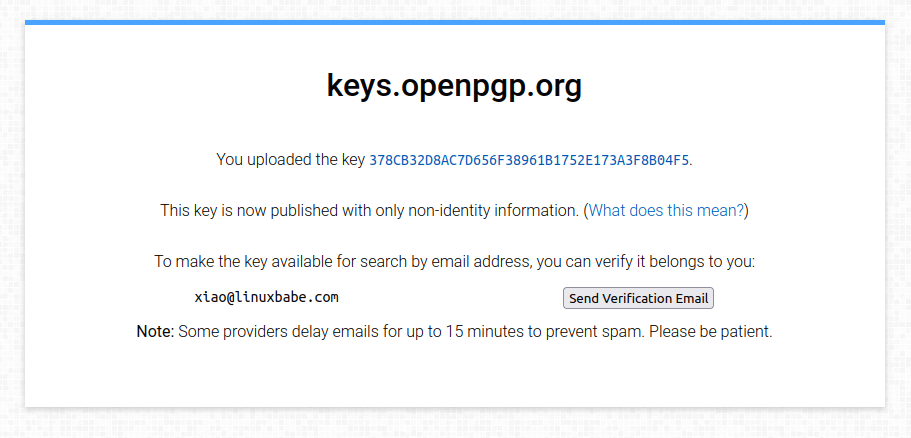 keys.openpgp.org
You uploaded the key 378CB32D8AC7D656F38961B1752E173A3F8B04F5.
This key is now published with only non-identity information. (What does this mean?)
To make the key available for search by email address, you can verify it belongs to you:
xiao@linuxbabe.com Send Verification Email
Note: Some providers delay emails for up to 15 minutes to prevent spam. Please be patient.